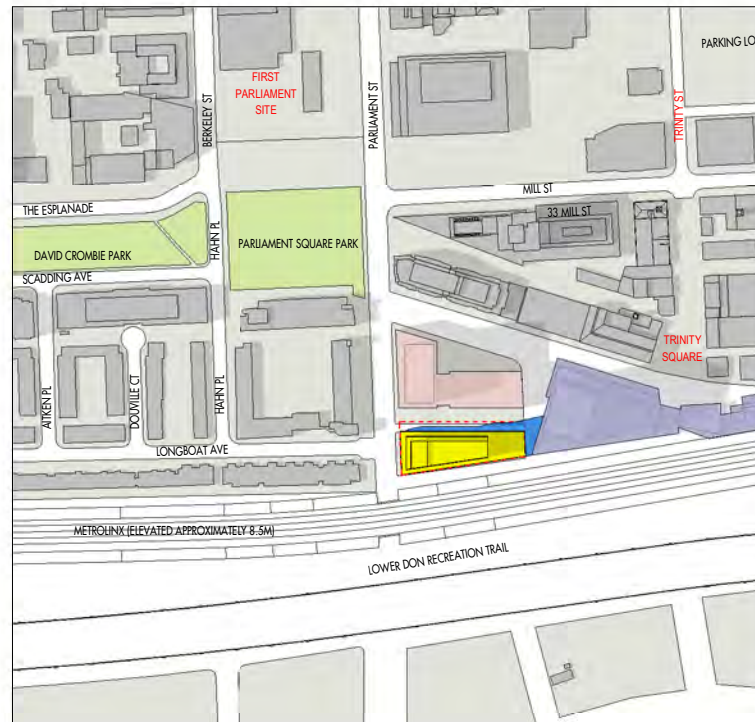 PARKING LO
FIRST
PARLIAMENT
SITE
BERKELEY ST
PARLIAMENT ST
TRINITY ST
MILL ST
THE ESPLANADE
33 MILL ST
HAHN PL
DAVID CROMBIE PARK
PARLIAMENT SQUARE PARK
SCADDING AVE
TRINITY
SQUARE
AITKEN PL
DOUVILLE CT
HAHN PL
LONGBOAT AVE
METROLINX (ELEVATED APPROXIMATELY 8.5M)
LOWER DON RECREATION TRAIL